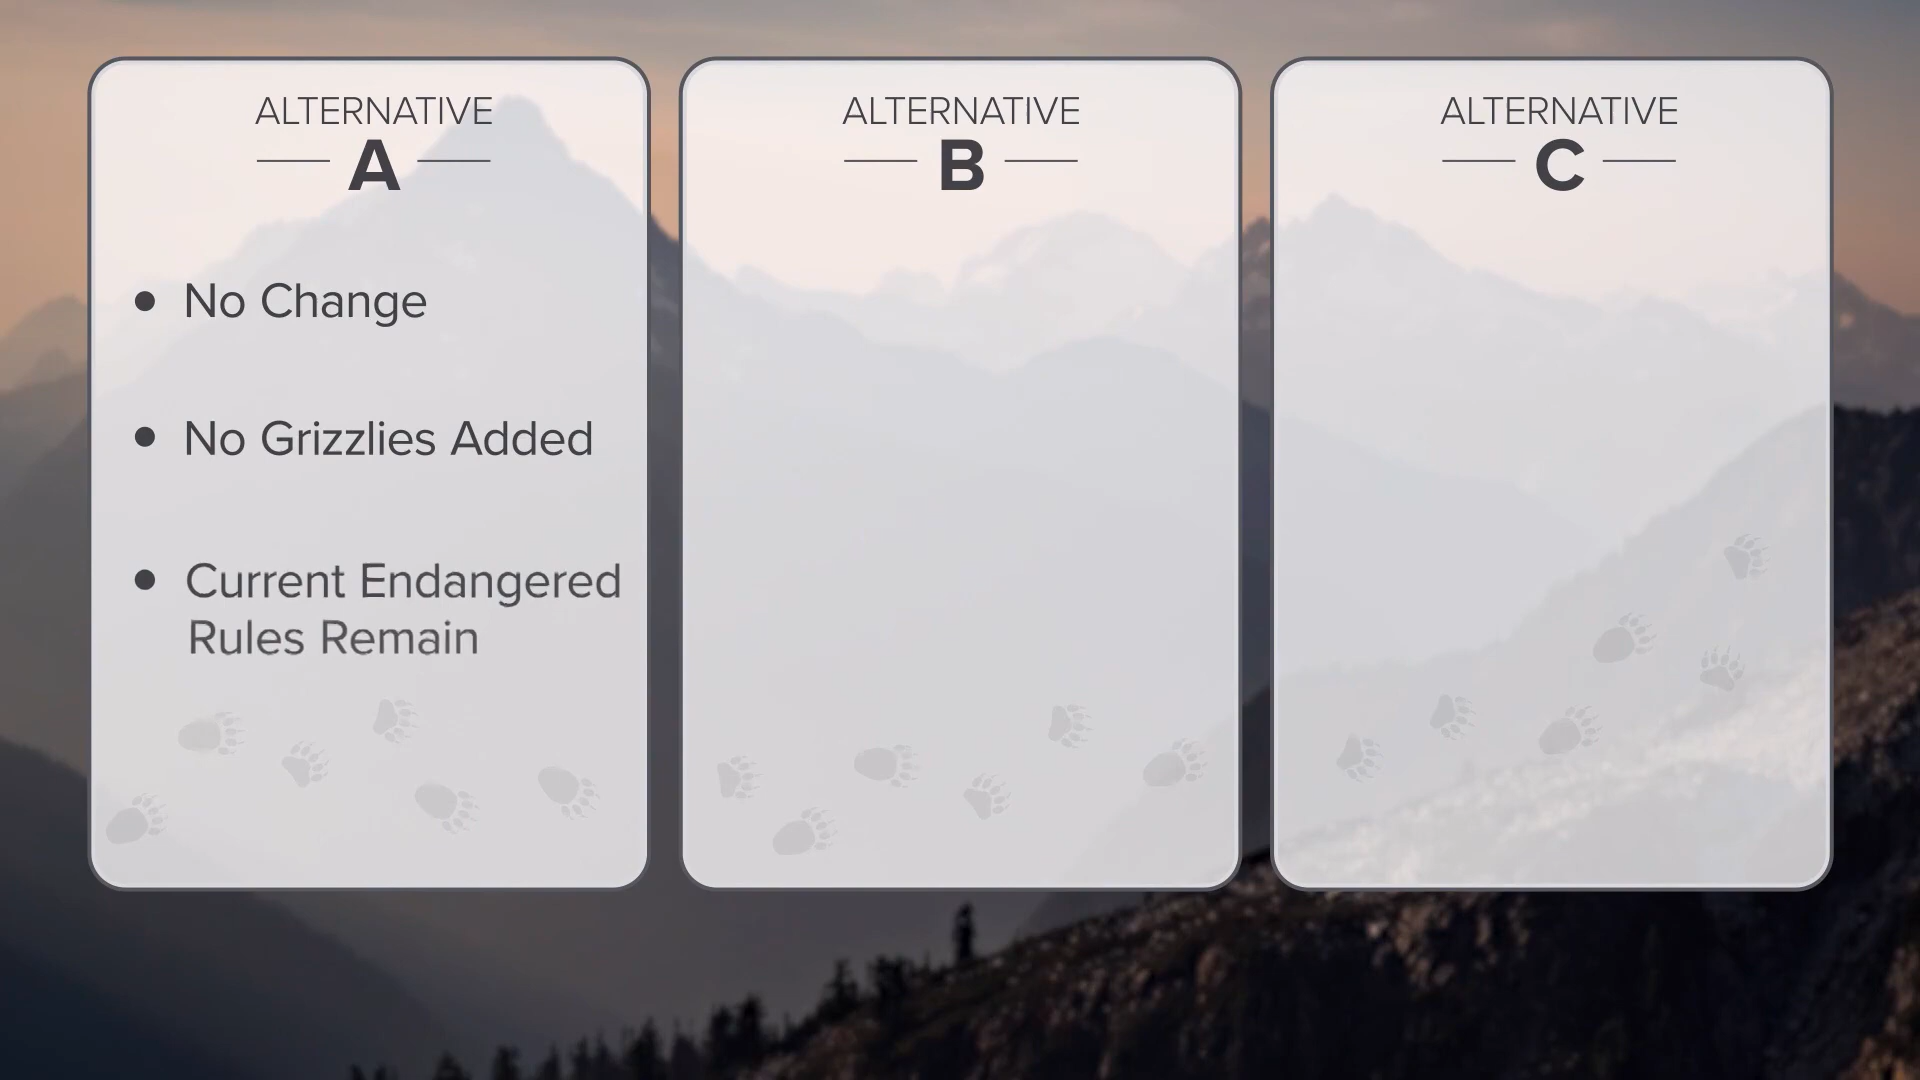 ALTERNATIVE
A
• No Change
• No Grizzlies Added
• Current Endangered
Rules Remain
ALTERNATIVE
B
ALTERNATIVE
C